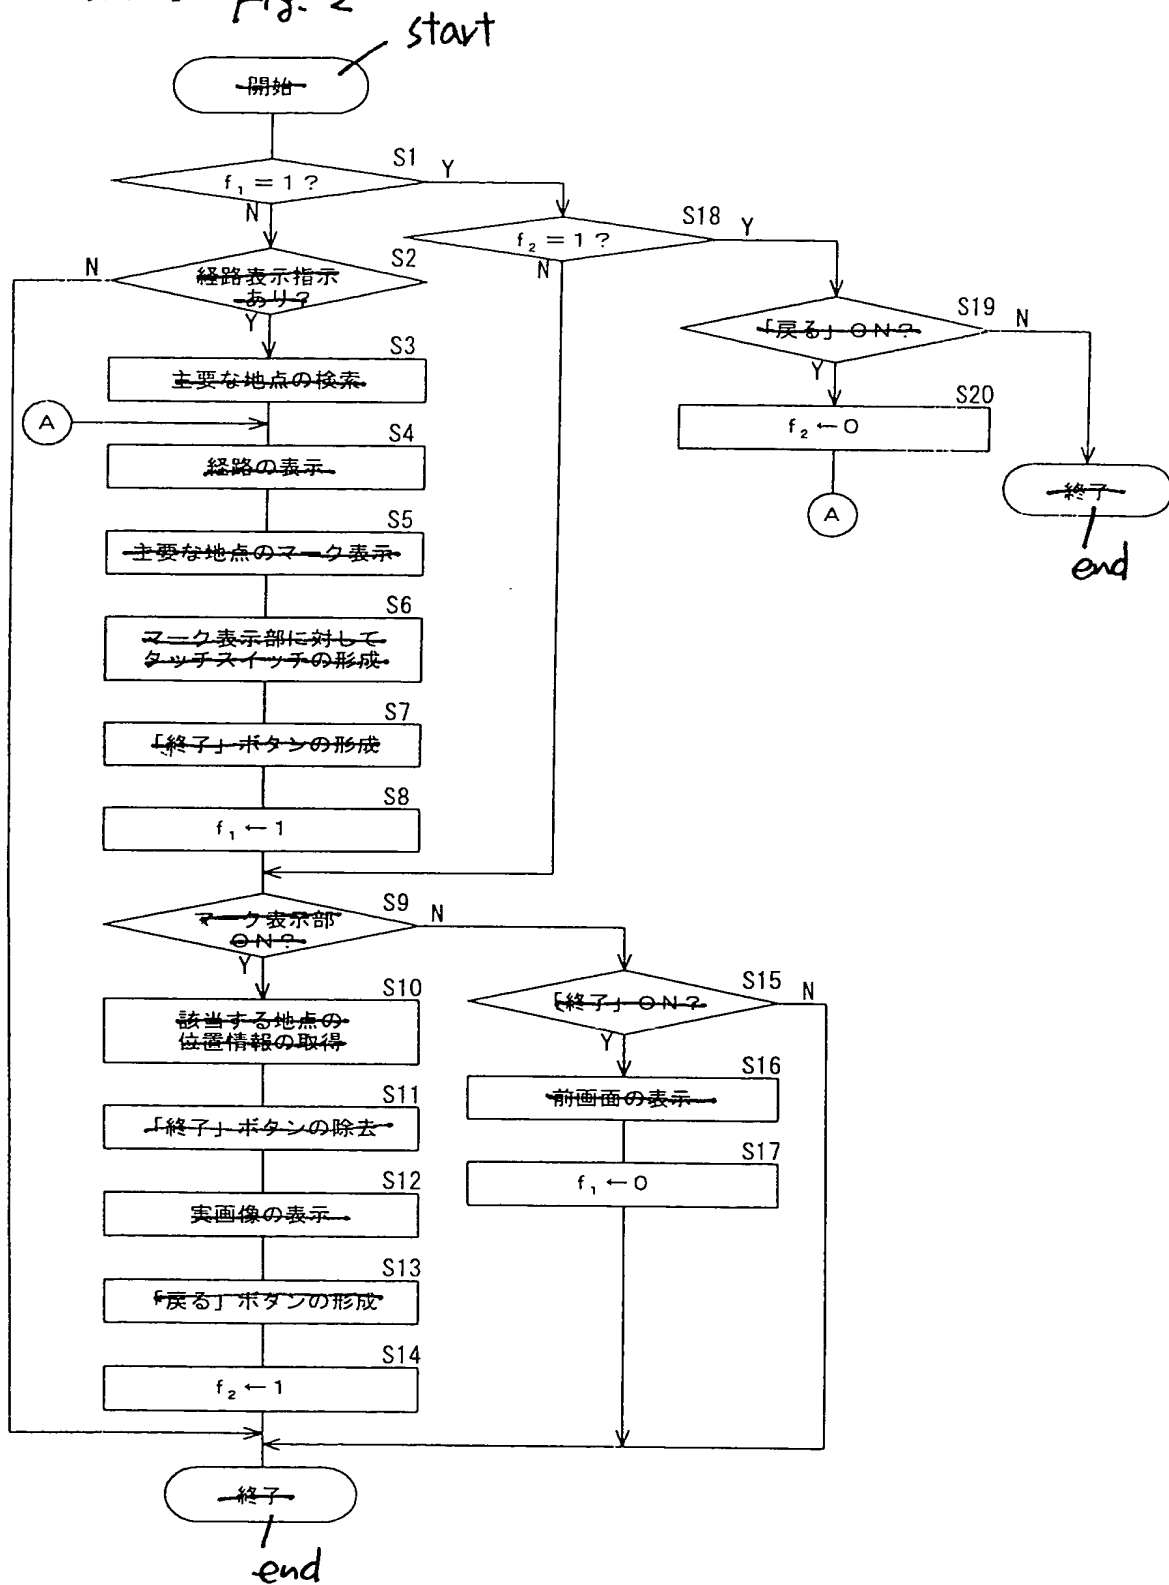 Fig. 2
start
開始
S1
f₁=1?
Y
N
S18
f₂=1?
Y
N
S2
経路表示指示
あり?
N
Y
S19
「戻る」ON?
N
Y
S3
主要な地点の検索
S20
f₂←0
A
S4
経路の表示
終了
A
end
S5
主要な地点のマーク表示
S6
マーク表示部に対して
タッチスイッチの形成
S7
「終了」ボタンの形成
S8
f₁←1
S9
マーク表示部
ON?
N
Y
S15
「終了」ON?
N
Y
S10
該当する地点の
位置情報の取得
S16
前画面の表示
S11
「終了」ボタンの除去
S17
f₁←0
S12
実画像の表示
S13
「戻る」ボタンの形成
S14
f₂←1
終了
end